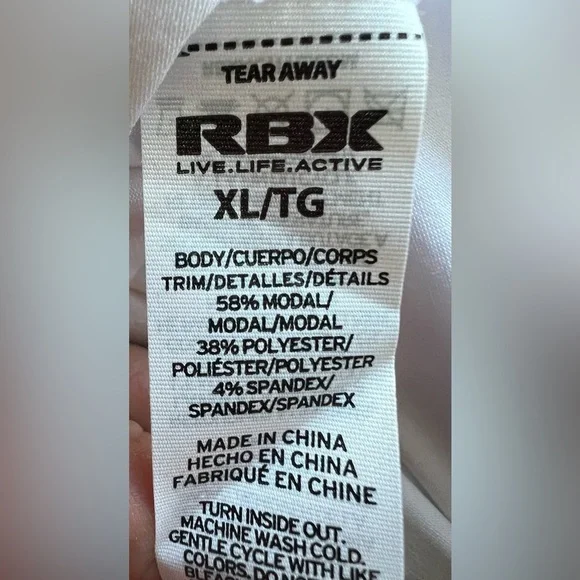 TEAR AWAY
RBX
LIVE.LIFE.ACTIVE
XL/TG
BODY/CUERPO/CORPS
TRIM/DETALLES/DÉTAILS
58% MODAL/
MODAL/MODAL
38% POLYESTER/
POLIÉSTER/POLYESTER
4% SPANDEX/
SPANDEX/SPANDEX
MADE IN CHINA
HECHO EN CHINA
FABRIQUÉ EN CHINE
TURN INSIDE OUT.
MACHINE WASH COLD.
GENTLE CYCLE WITH LIKE
COLORS. DO